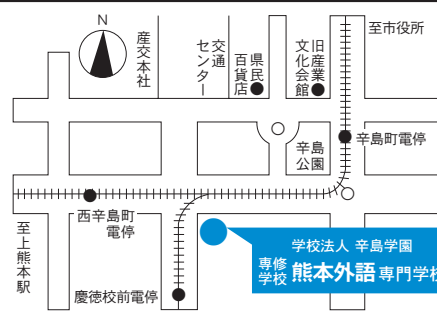 N
産交本社
交通
センター
県民
百貨店
旧産業
文化会館
至市役所
辛島町電停
辛島
公園
西辛島町
電停
至上熊本駅
慶徳校前電停
学校法人 辛島学園
専修
学校 熊本外語専門学校